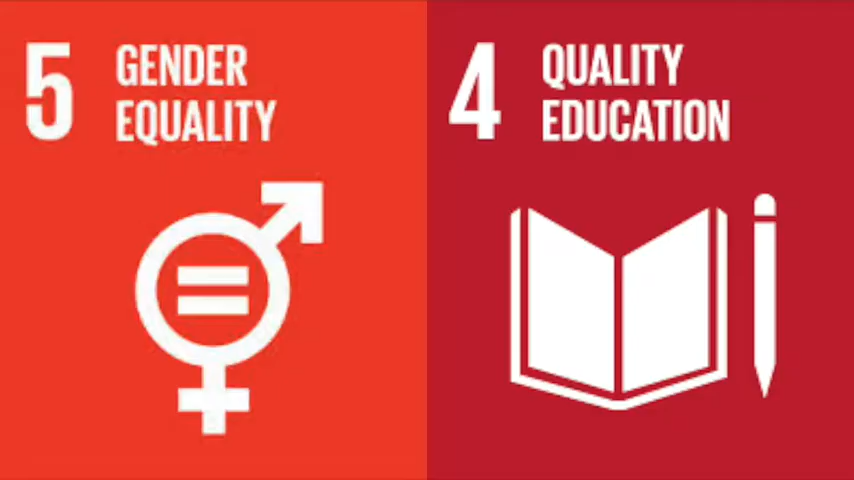 5
GENDER
EQUALITY
4
QUALITY
EDUCATION